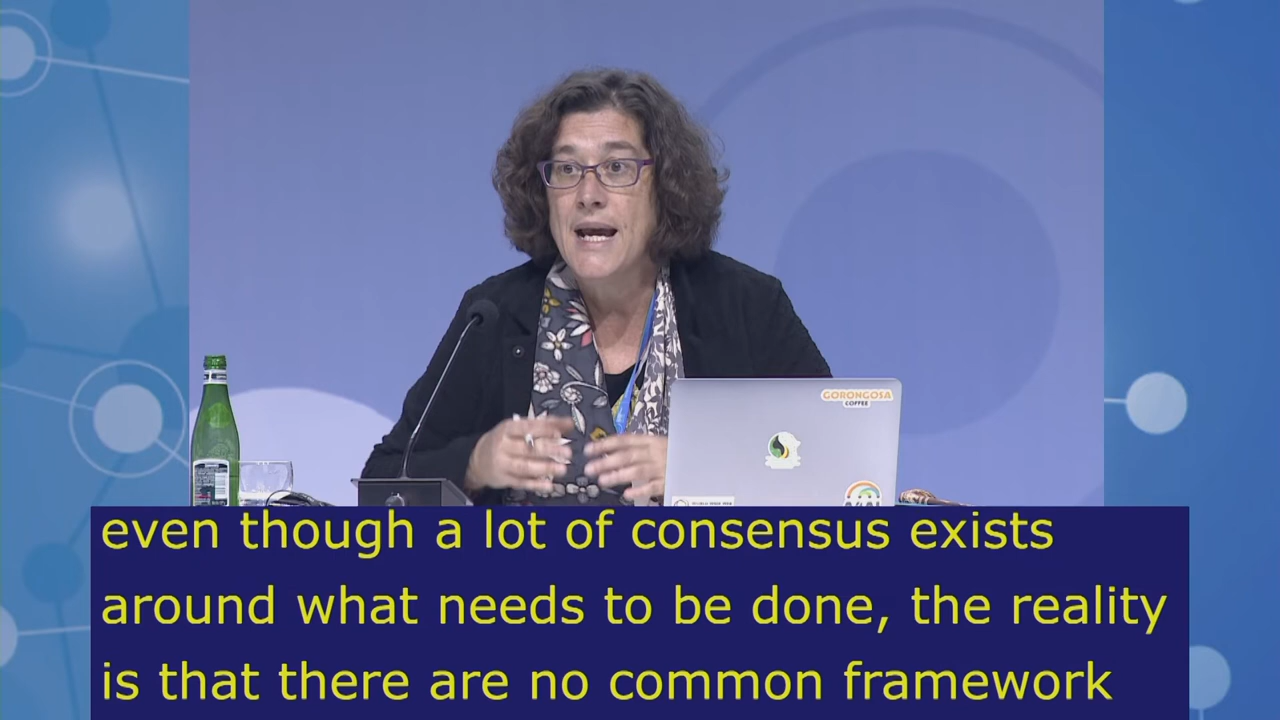 GORONGOSA
COFFEE
even though a lot of consensus exists
around what needs to be done, the reality
is that there are no common framework